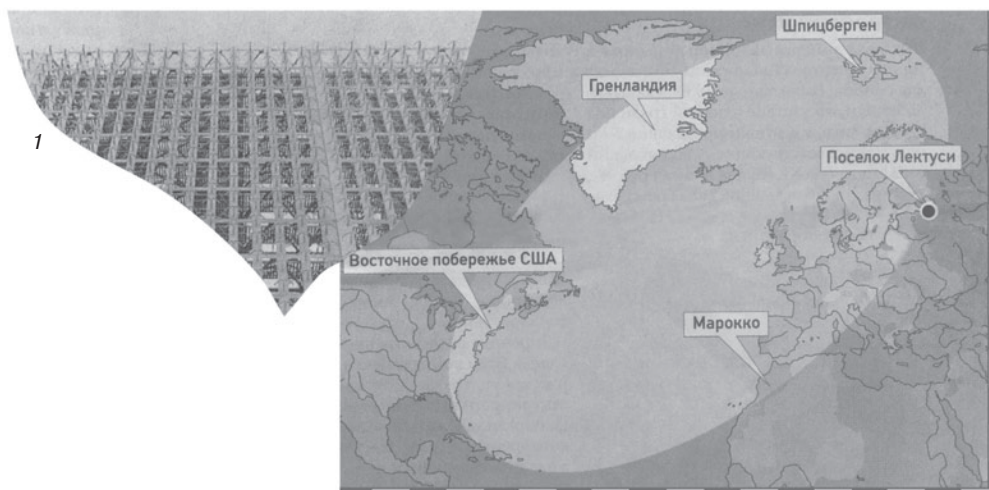 Шпицберген
Гренландия
1
Поселок Лектуси
Восточное побережье США
Марокко